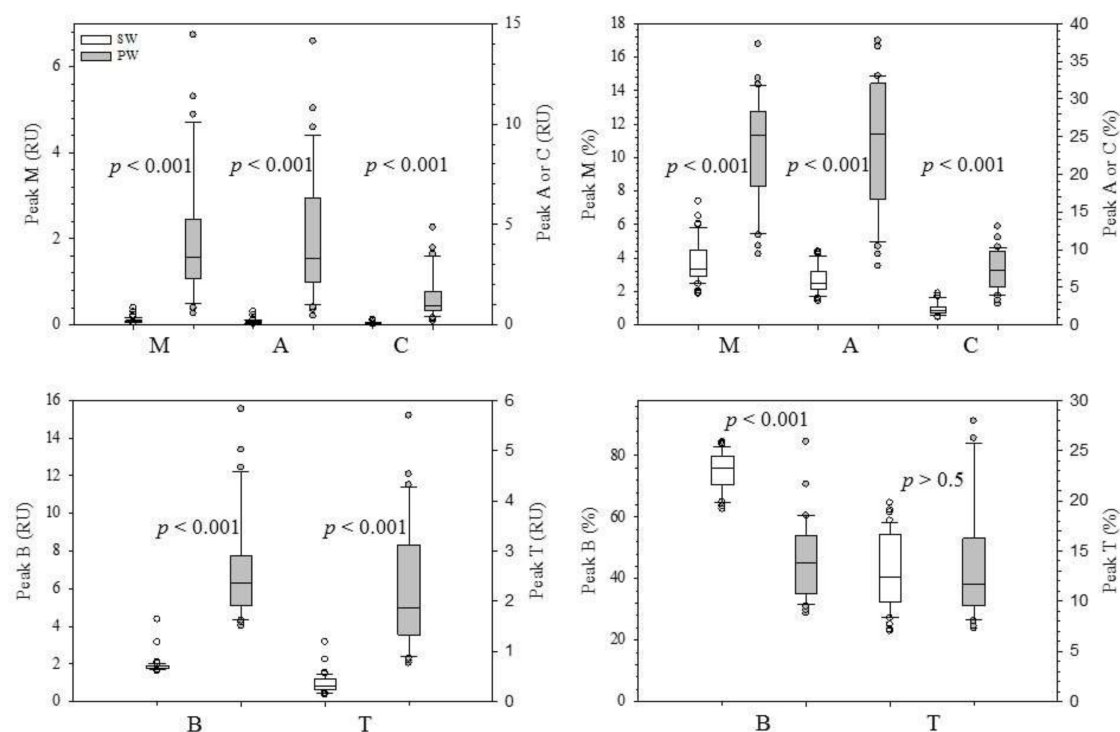 SW
PW
Peak M (RU)
6
4
2
0
15
10
5
0
Peak A or C (RU)
p < 0.001
p < 0.001
p < 0.001
M
A
C
Peak M (%)
18
16
14
12
10
8
6
4
2
0
40
35
30
25
20
15
10
5
0
Peak A or C (%)
p < 0.001
p < 0.001
p < 0.001
M
A
C
Peak B (RU)
16
14
12
10
8
6
4
2
0
6
5
4
3
2
1
0
Peak T (RU)
p < 0.001
p < 0.001
B
T
Peak B (%)
80
60
40
20
0
30
25
20
15
10
5
0
Peak T (%)
p < 0.001
p > 0.5
B
T